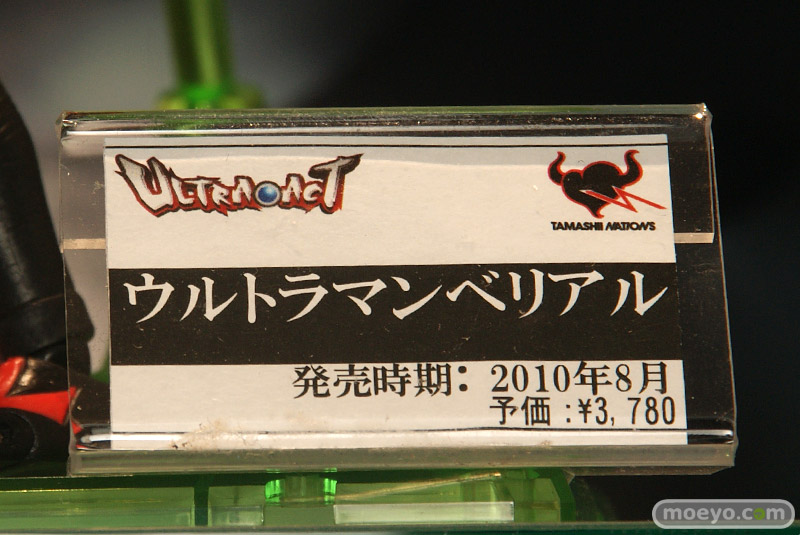 ULTRA ACT
TAMASHII NATIONS
ウルトラマンベリアル
発売時期：2010年8月
予価：¥3,780
moeyo.com